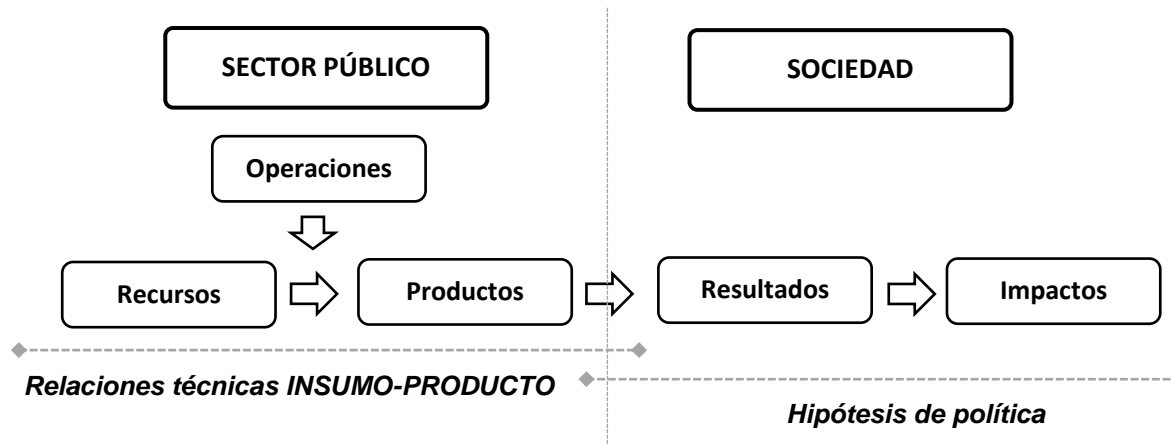 SECTOR PÚBLICO
SOCIEDAD
Operaciones
Recursos
Productos
Resultados
Impactos
Relaciones técnicas INSUMO-PRODUCTO
Hipótesis de política